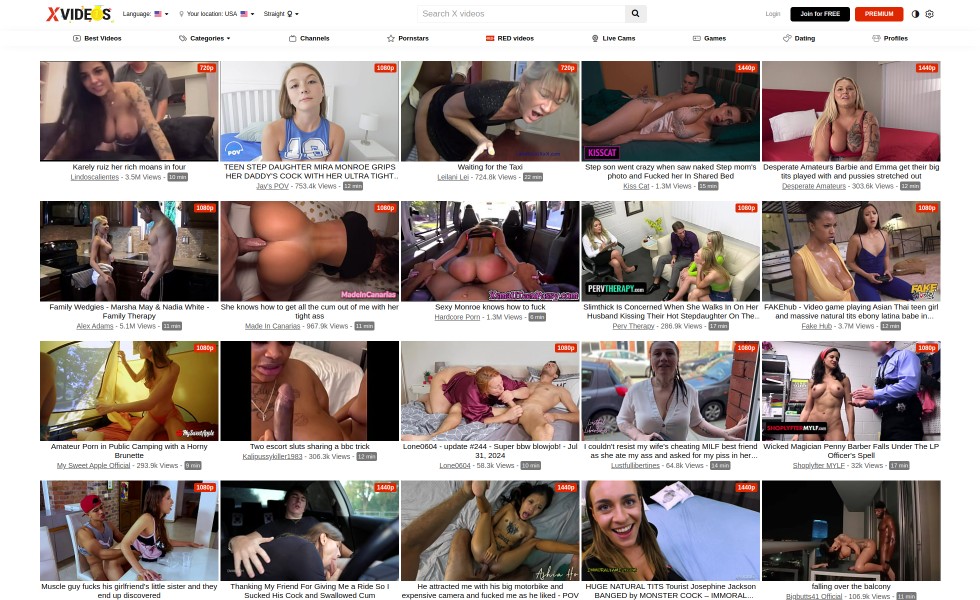 XVIDEOS
Language:
Your location: USA
Straight
Search X videos
Login
Join for FREE
PREMIUM
Best Videos
Categories
Channels
Pornstars
RED videos
Live Cams
Games
Dating
Profiles
720p
1080p
720p
1440p
1440p
POV
KISSCAT
Karely ruiz her rich moans in four
Lindoscalientes - 3.5M Views - 10 min
TEEN STEP DAUGHTER MIRA MONROE GRIPS
HER DADDY'S COCK WITH HER ULTRA TIGHT..
Jay's POV - 753.4k Views - 12 min
Waiting for the Taxi
Leilani Lei - 724.8k Views - 22 min
Step son went crazy when saw naked Step mom's
photo and Fucked her In Shared Bed
Kiss Cat - 1.3M Views - 15 min
Desperate Amateurs Barbie and Emma get their big
tits played with and pussies stretched out
Desperate Amateurs - 303.6k Views - 12 min
1080p
1080p
1080p
1080p
MadeInCanarias
PERVTHERAPY.com
FAKE
Family Wedgies - Marsha May & Nadia White -
Family Therapy
Alex Adams - 5.1M Views - 11 min
She knows how to get all the cum out of me with her
tight ass
Made In Canarias - 967.9k Views - 11 min
Sexy Monroe know how to fuck
Hardcore Porn - 1.3M Views - 6 min
Slimthick Is Concerned When She Walks In On Her
Husband Kissing Their Hot Stepdaughter On The...
Perv Therapy - 286.9k Views - 17 min
FAKEhub - Video game playing Asian Thai teen girl
and massive natural tits ebony latina babe in...
Fake Hub - 3.7M Views - 12 min
1080p
1080p
1080p
1080p
MySweetApple
SHOPLYFTERMYLF.COM
Amateur Porn in Public Camping with a Horny
Brunette
My Sweet Apple Official - 293.9k Views - 9 min
Two escort sluts sharing a bbc trick
Kalipussykiller1983 - 306.3k Views - 12 min
Lone0604 - update #244 - Super bbw blowjob! - Jul
31, 2024
Lone0604 - 58.3k Views - 10 min
I couldn't resist my wife's cheating MILF best friend
as she ate my ass and asked for my piss in her...
Lustfullibertines - 64.8k Views - 14 min
Wicked Magician Penny Barber Falls Under The LP
Officer's Spell
Shoplyfter MYLF - 32k Views - 17 min
1080p
1440p
1440p
1080p
Muscle guy fucks his girlfriend's little sister and they
end up discovered
Thanking My Friend For Giving Me a Ride So I
Sucked His Cock and Swallowed Cum
He attracted me with his big motorbike and
expensive camera and fucked me as he liked - POV
HUGE NATURAL TITS Tourist Josephine Jackson
BANGED by MONSTER COCK – IMMORAL...
falling over the balcony
Bigbutts41 Official - 106.9k Views - 11 min